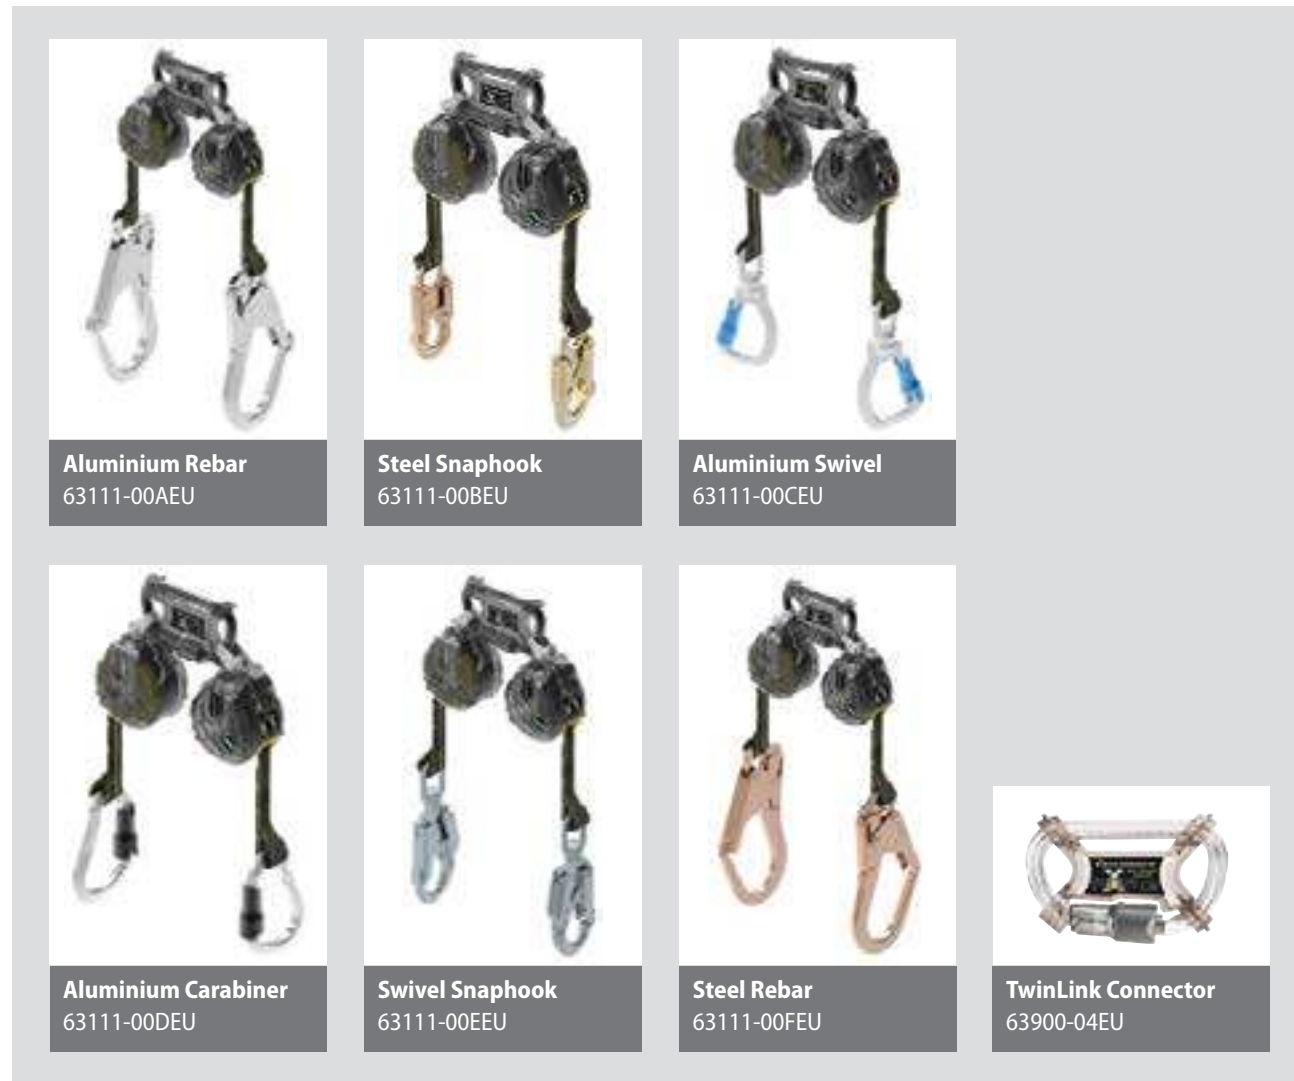 Aluminium Rebar
63111-00AEU
Steel Snaphook
63111-00BEU
Aluminium Swivel
63111-00CEU
Aluminium Carabiner
63111-00DEU
Swivel Snaphook
63111-00EEU
Steel Rebar
63111-00FEU
TwinLink Connector
63900-04EU